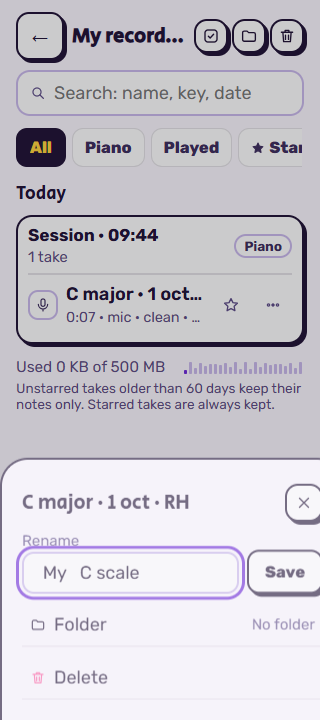 ←
My record...
Search: name, key, date
All
Piano
Played
★ Star
Today
Session • 09:44
1 take
Piano
C major • 1 oct...
0:07 • mic • clean • ...
Used 0 KB of 500 MB
Unstarred takes older than 60 days keep their
notes only. Starred takes are always kept.
C major · 1 oct · RH
Rename
My C scale
Save
Folder
No folder
Delete